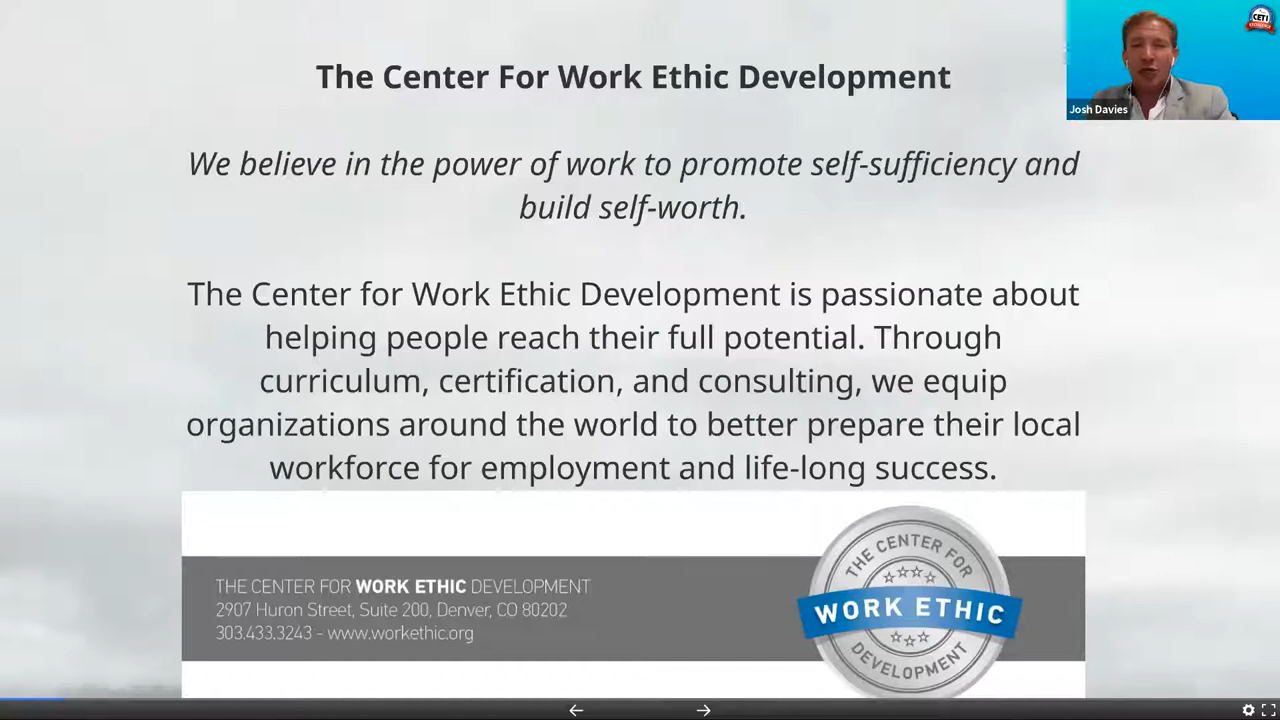 The Center For Work Ethic Development
We believe in the power of work to promote self-sufficiency and
build self-worth.
The Center for Work Ethic Development is passionate about
helping people reach their full potential. Through
curriculum, certification, and consulting, we equip
organizations around the world to better prepare their local
workforce for employment and life-long success.
THE CENTER FOR WORK ETHIC DEVELOPMENT
2907 Huron Street, Suite 200, Denver, CO 80202
303.433.3243 - www.workethic.org
THE CENTER FOR
WORK ETHIC
DEVELOPMENT
Josh Davies
CETI